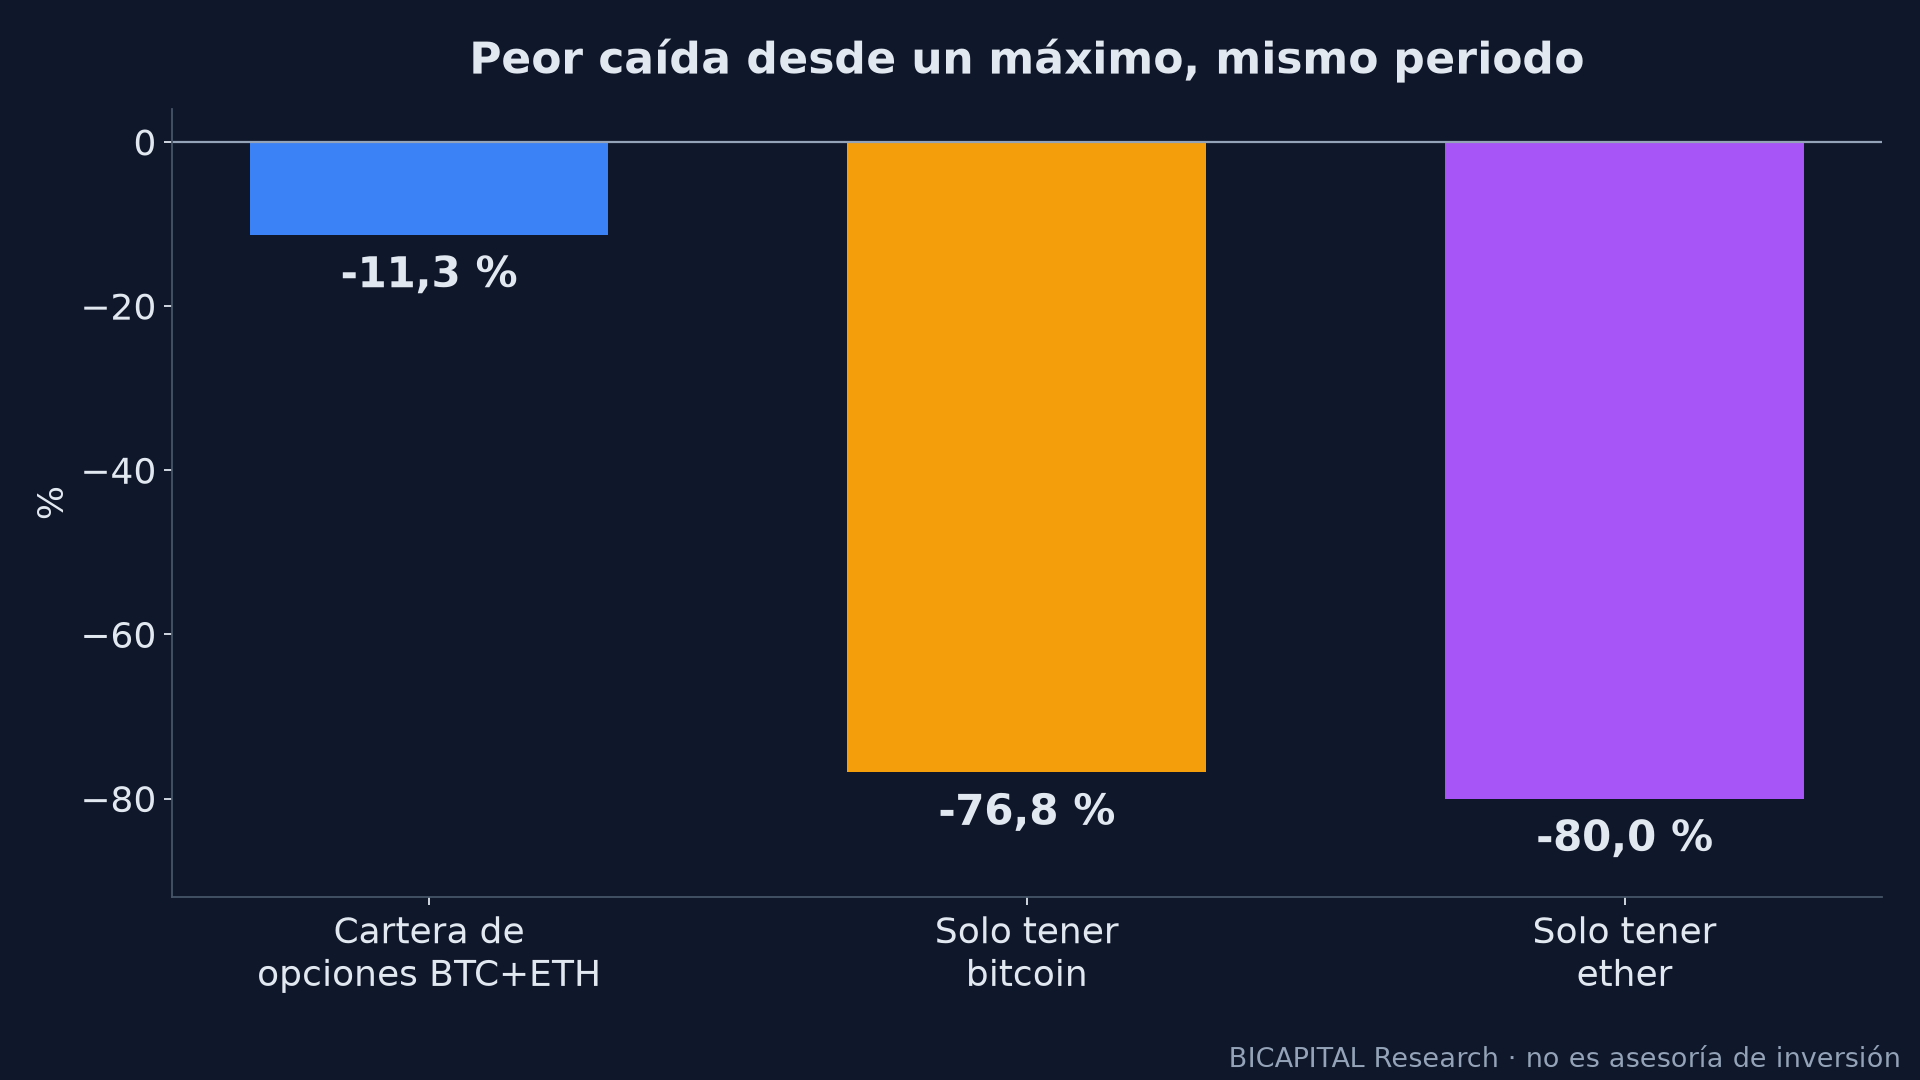 Peor caída desde un máximo, mismo periodo
0
−20
−40
−60
−80
%
-11,3 %
-76,8 %
-80,0 %
Cartera de
opciones BTC+ETH
Solo tener
bitcoin
Solo tener
ether
BICAPITAL Research · no es asesoría de inversión